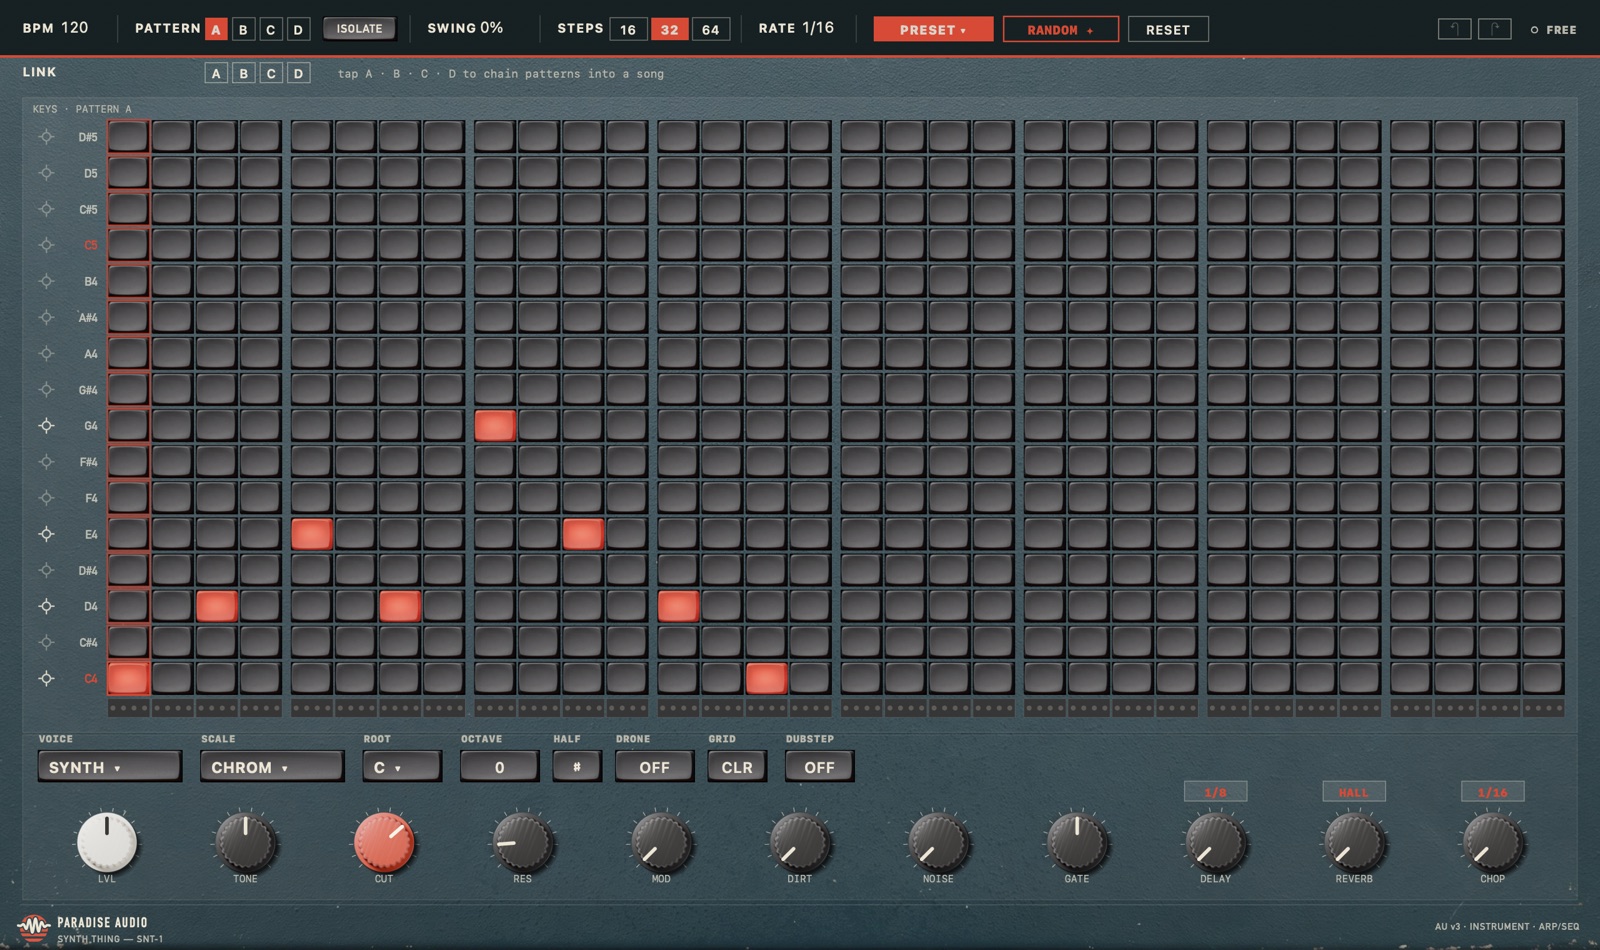 BPM 120 PATTERN A B C D ISOLATE SWING 0% STEPS 16 32 64 RATE 1/16 PRESET ▾ RANDOM + RESET FREE
LINK A B C D tap A · B · C · D to chain patterns into a song
KEYS · PATTERN A
D#5
D5
C#5
C5
B4
A#4
A4
G#4
G4
F#4
F4
E4
D#4
D4
C#4
C4
VOICE SCALE ROOT OCTAVE HALF DRONE GRID DUBSTEP
SYNTH ▾ CHROM ▾ C ▾ 0 # OFF CLR OFF
1/8 HALL 1/16
LVL TONE CUT RES MOD DIRT NOISE GATE DELAY REVERB CHOP
PARADISE AUDIO
SYNTH THING — SNT-1
AU v3 · INSTRUMENT · ARP/SEQ